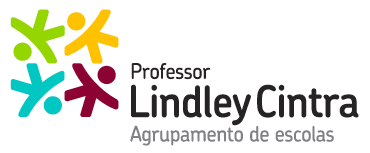 Professor
Lindley Cintra
Agrupamento de escolas